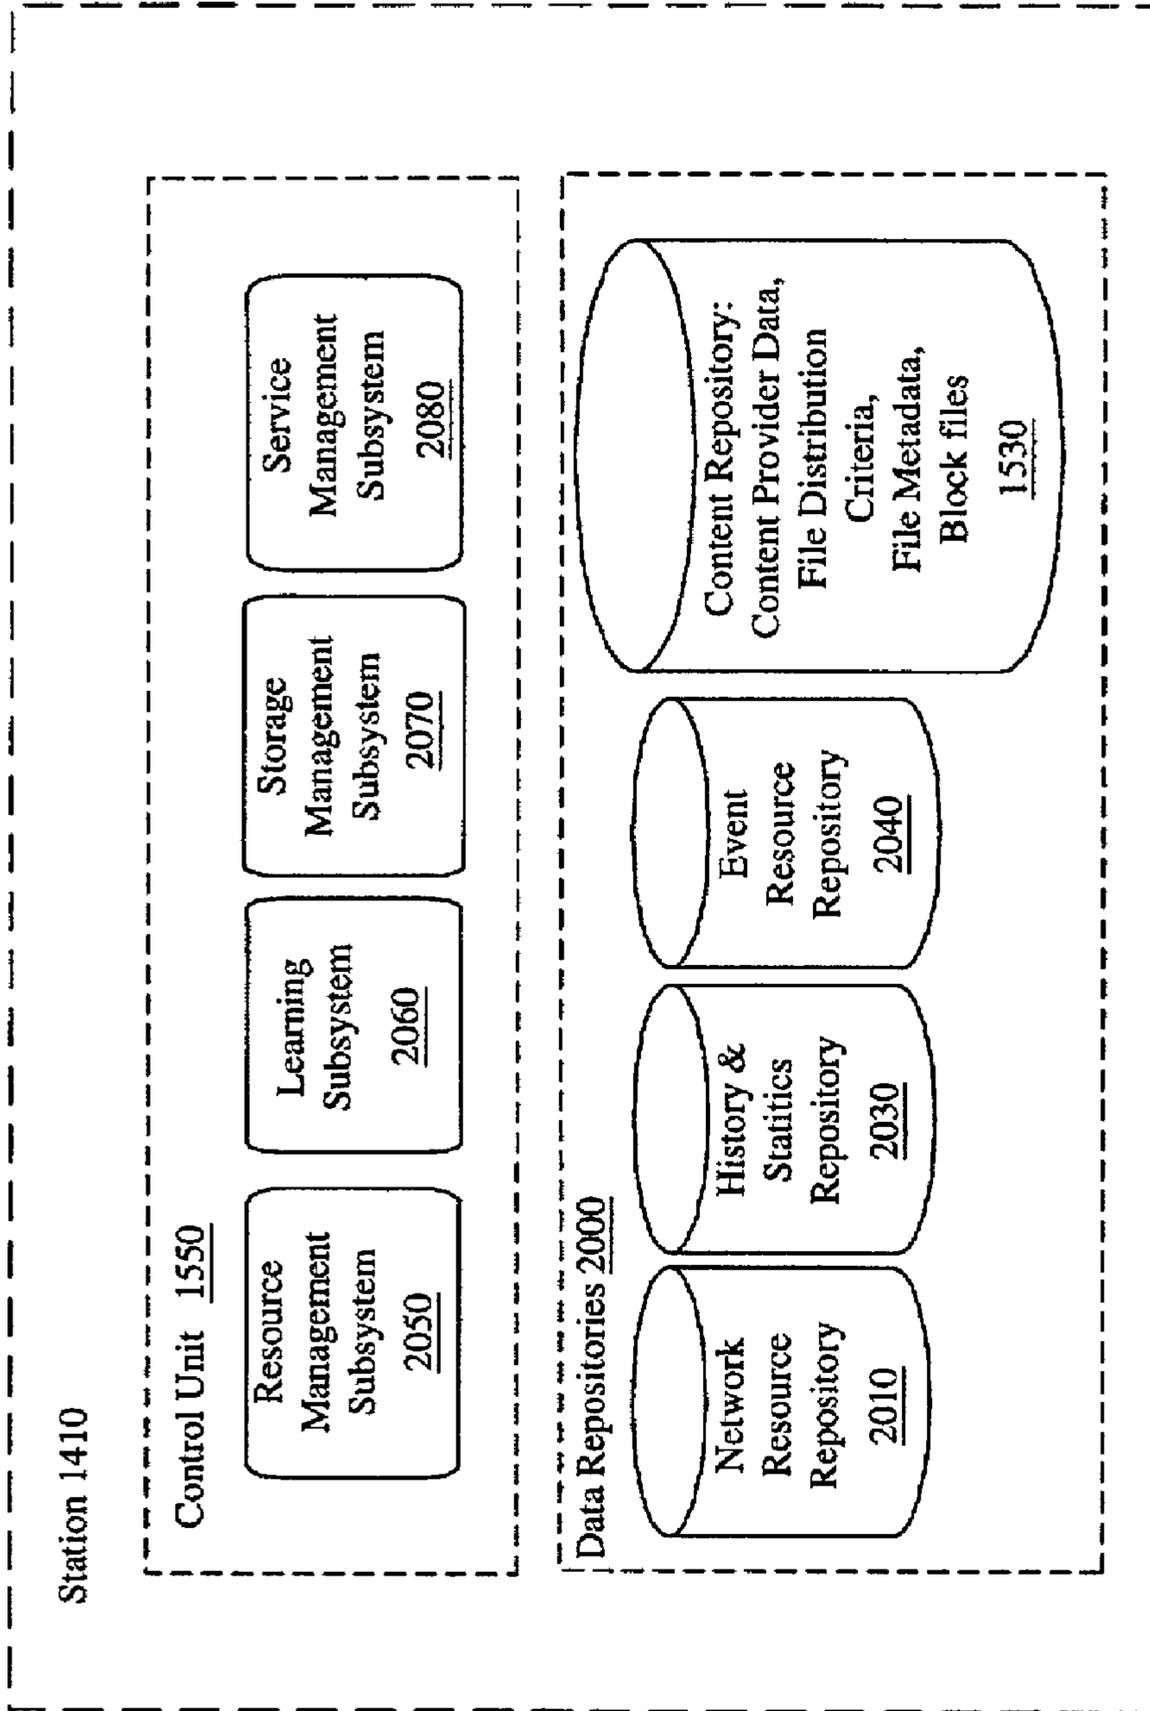 Station 1410
Control Unit 1550
Resource
Management
Subsystem
2050
Learning
Subsystem
2060
Storage
Management
Subsystem
2070
Service
Management
Subsystem
2080
Data Repositories 2000
Network
Resource
Repository
2010
History &
Statitics
Repository
2030
Event
Resource
Repository
2040
Content Repository:
Content Provider Data,
File Distribution
Criteria,
File Metadata,
Block files
1530